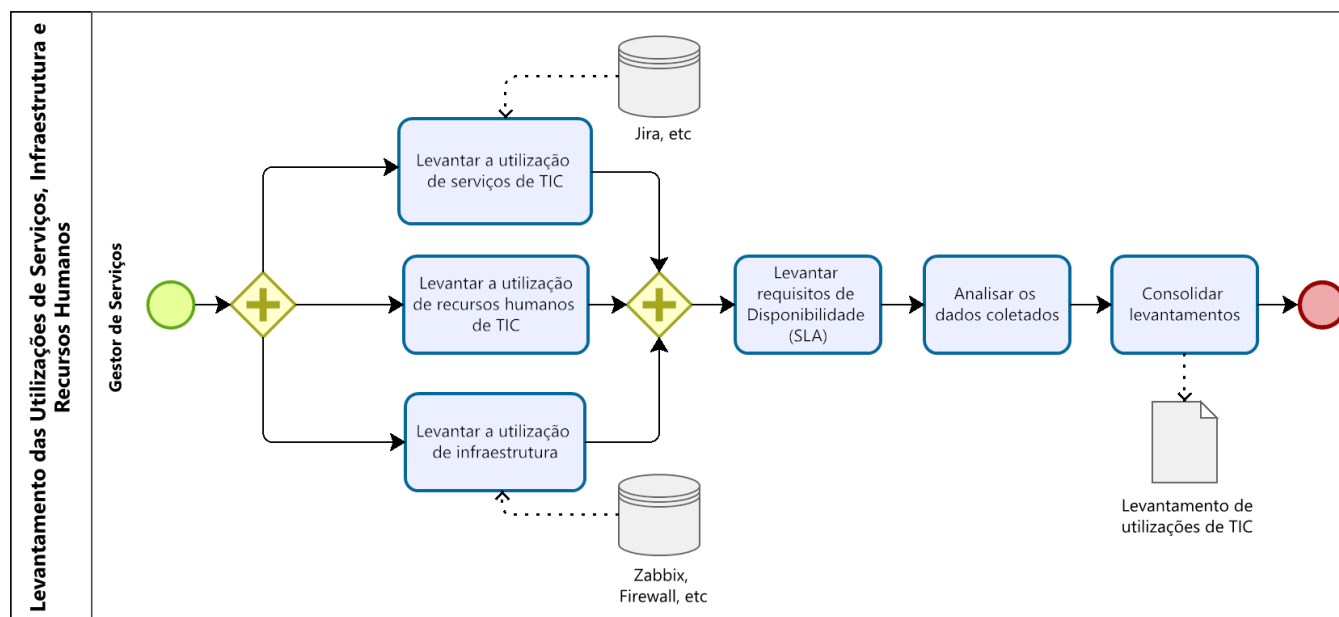 Levantamento das Utilizações de Serviços, Infraestrutura e
Recursos Humanos
Gestor de Serviços
Jira, etc
Levantar a utilização
de serviços de TIC
Levantar a utilização
de recursos humanos
de TIC
Levantar a utilização
de infraestrutura
Zabbix,
Firewall, etc
Levantar
requisitos de
Disponibilidade
(SLA)
Analisar os
dados coletados
Consolidar
levantamentos
Levantamento de
utilizações de TIC